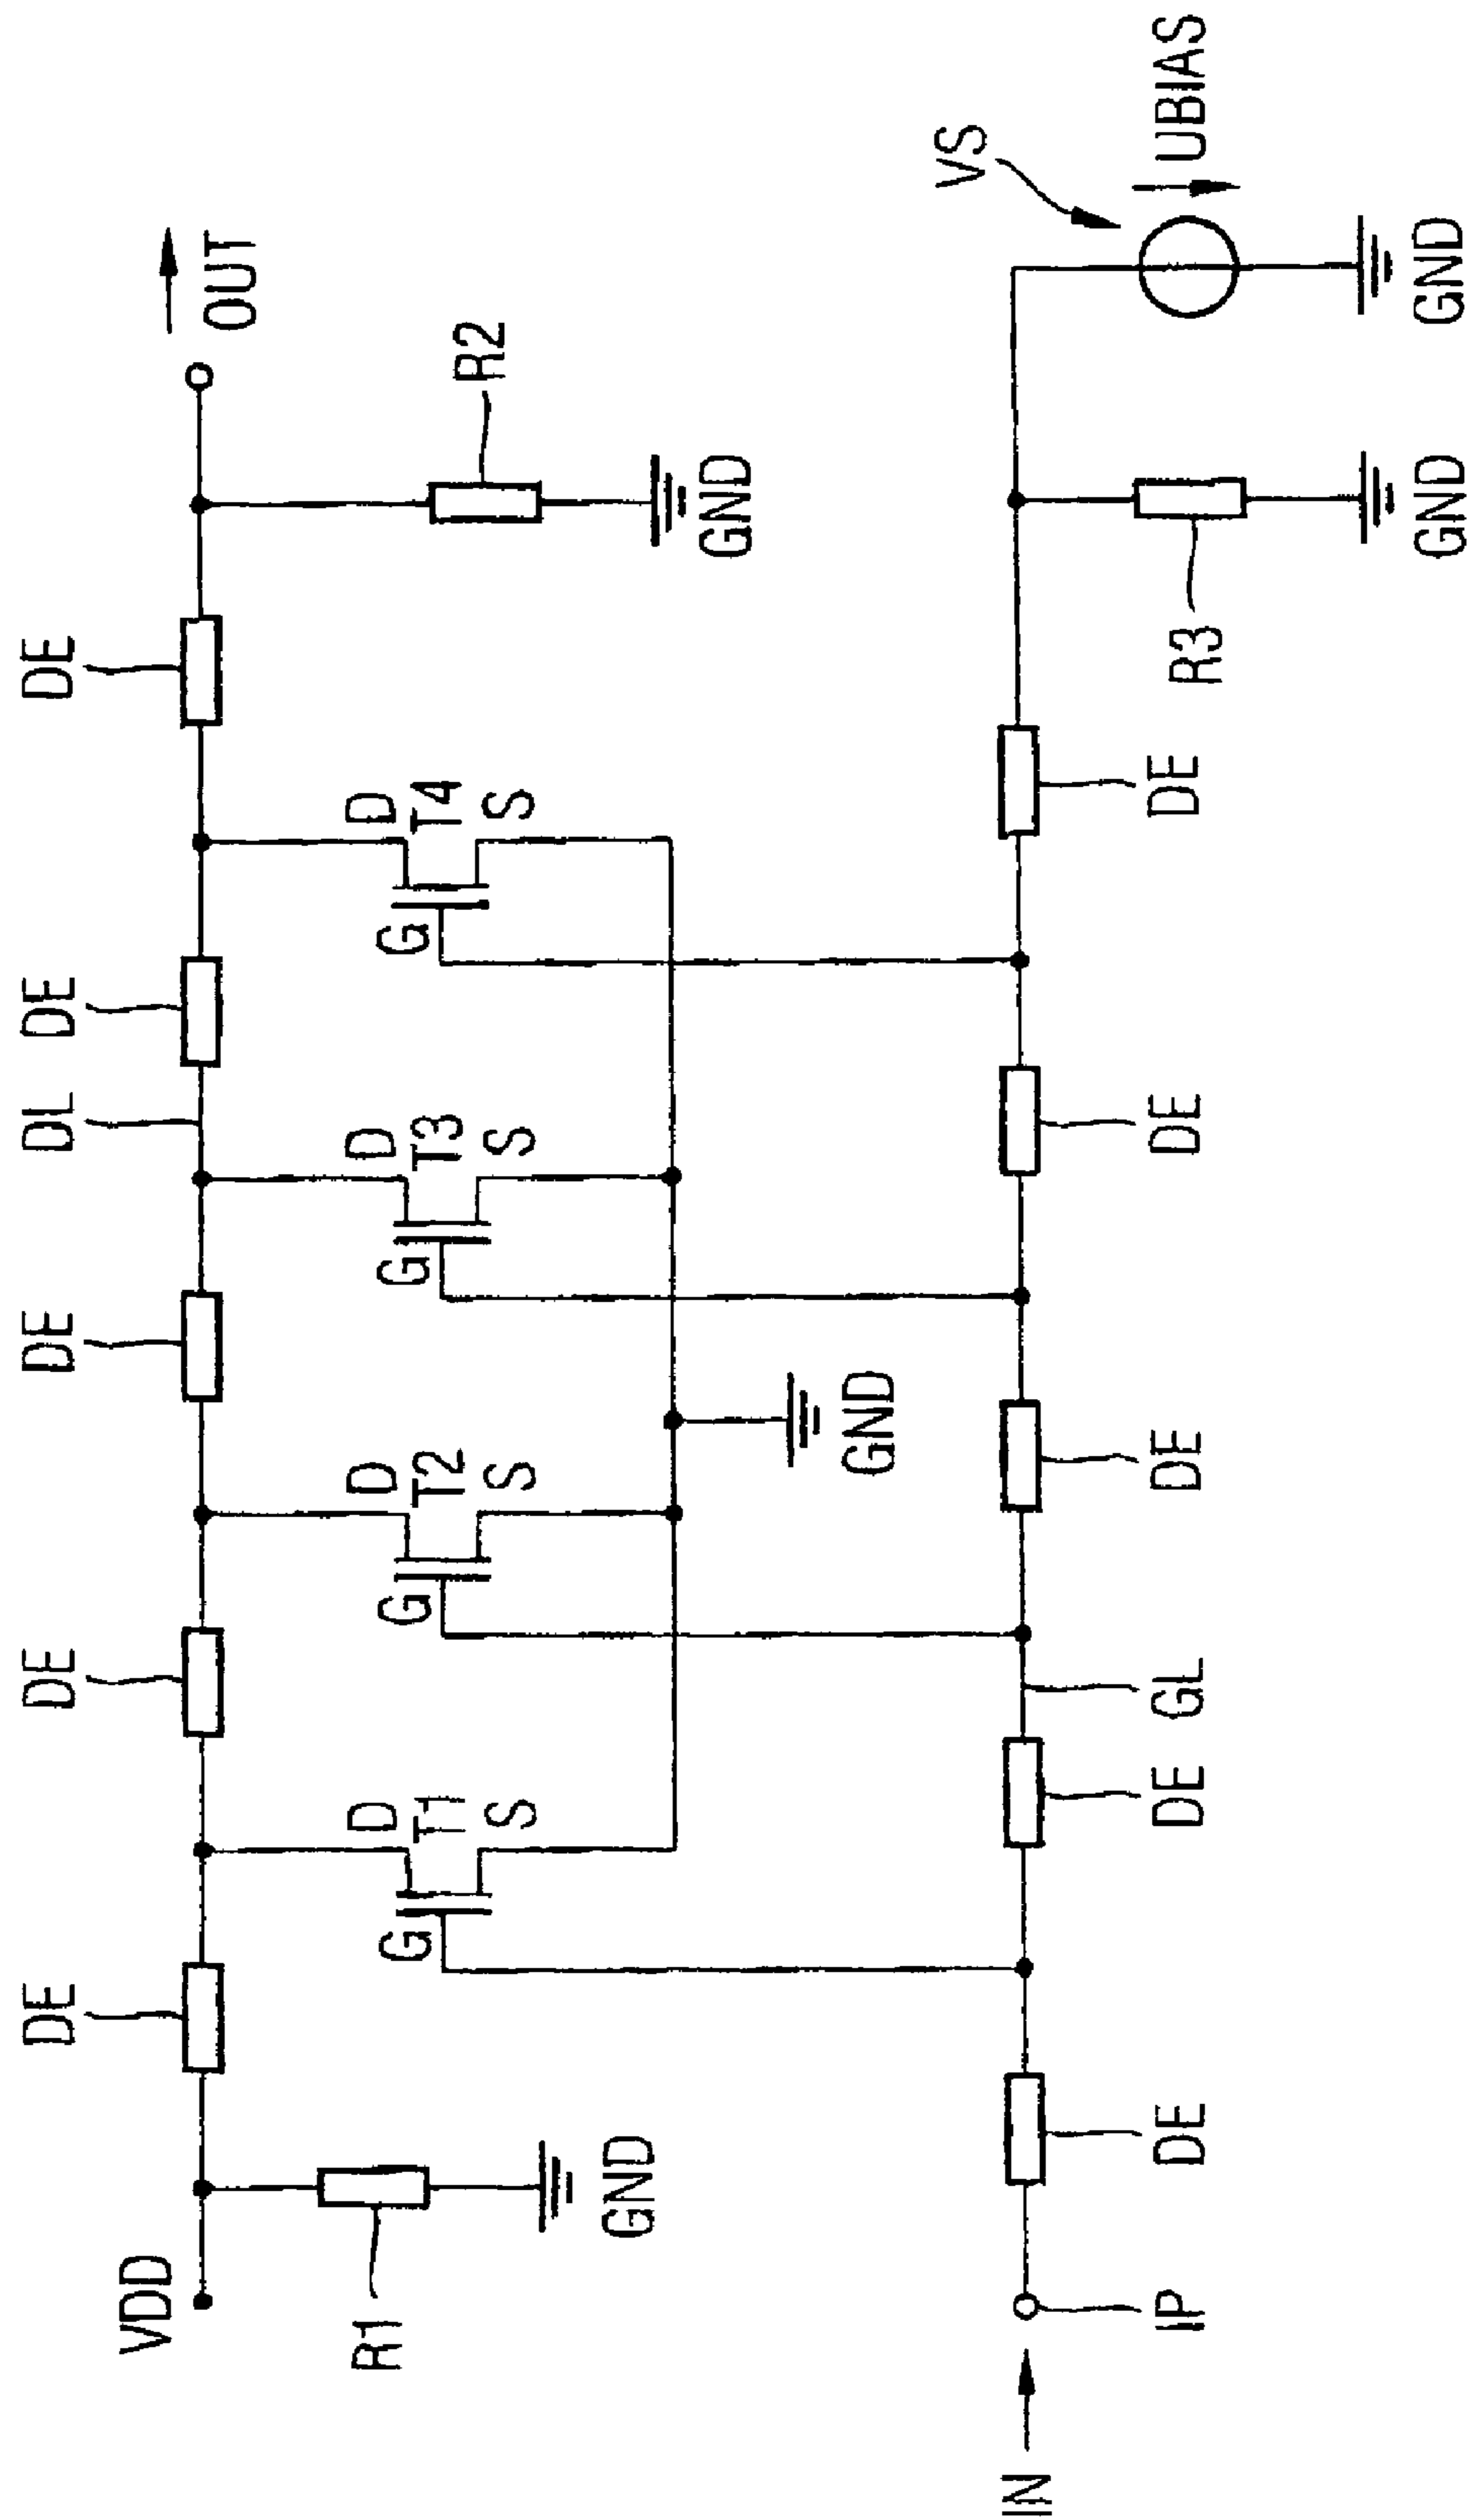 DE DE DE DL DE DE
VDD
OUT
R1
D D D D
G G G G
T1 T2 T3 T4
R2
S S S S
GND
GND
GND
VS
IN
IP DE DE GL DE DE DE R3 UBIAS
GND GND